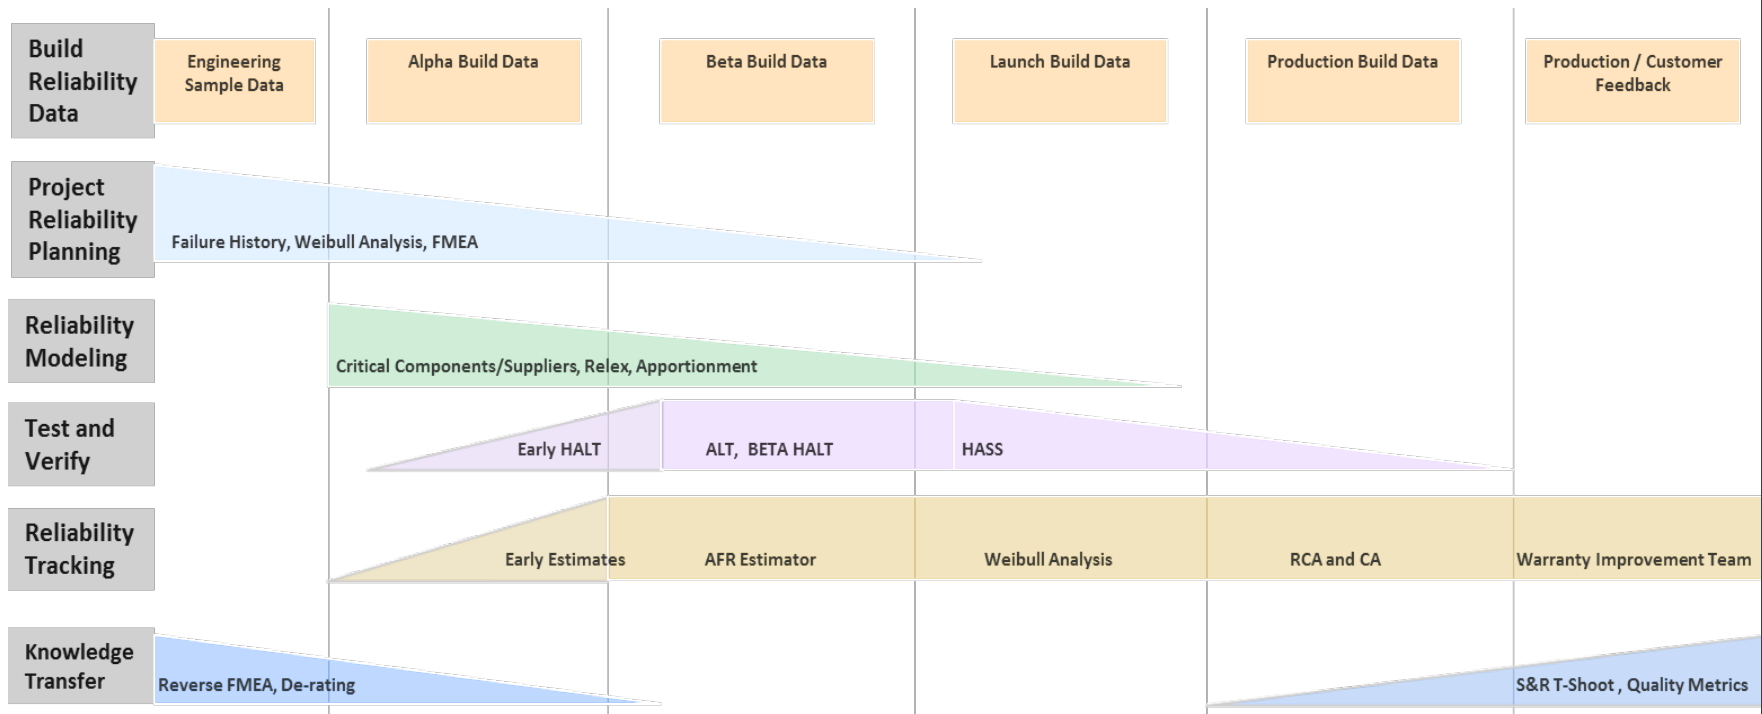 Build
Reliability
Data
Engineering
Sample Data
Alpha Build Data
Beta Build Data
Launch Build Data
Production Build Data
Production / Customer
Feedback
Project
Reliability
Planning
Failure History, Weibull Analysis, FMEA
Reliability
Modeling
Critical Components/Suppliers, Relex, Apportionment
Test and
Verify
Early HALT
ALT, BETA HALT
HASS
Reliability
Tracking
Early Estimates
AFR Estimator
Weibull Analysis
RCA and CA
Warranty Improvement Team
Knowledge
Transfer
Reverse FMEA, De-rating
S&R T-Shoot , Quality Metrics